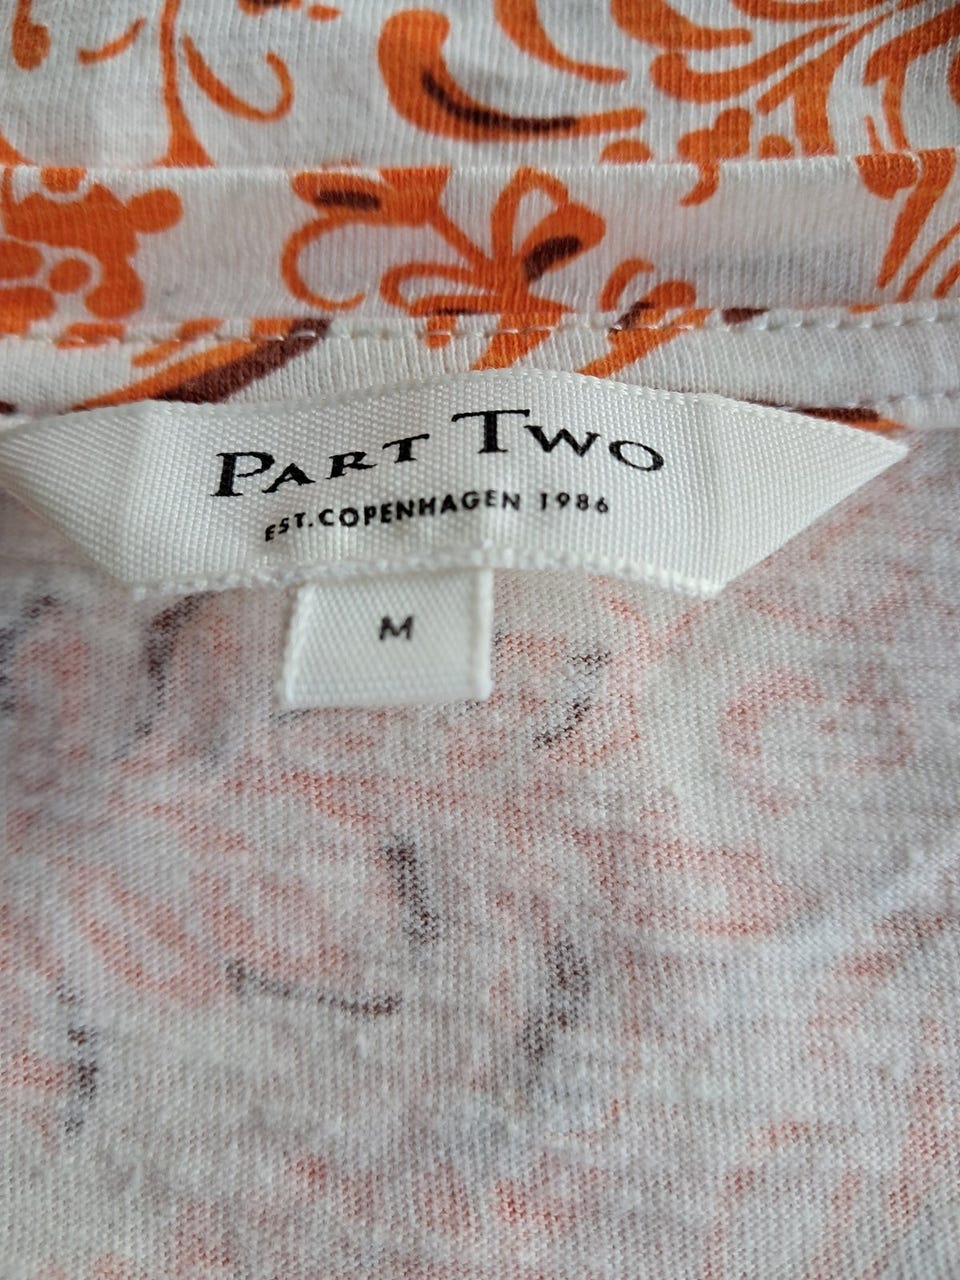 Part Two
EST. COPENHAGEN 1986
M